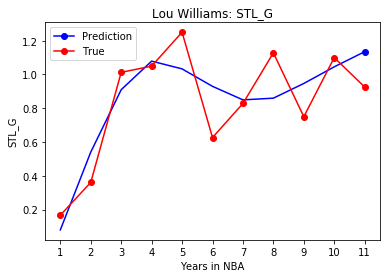 Lou Williams: STL_G
Prediction
True
1.2
1.0
0.8
0.6
0.4
0.2
STL_G
1 2 3 4 5 6 7 8 9 10 11
Years in NBA